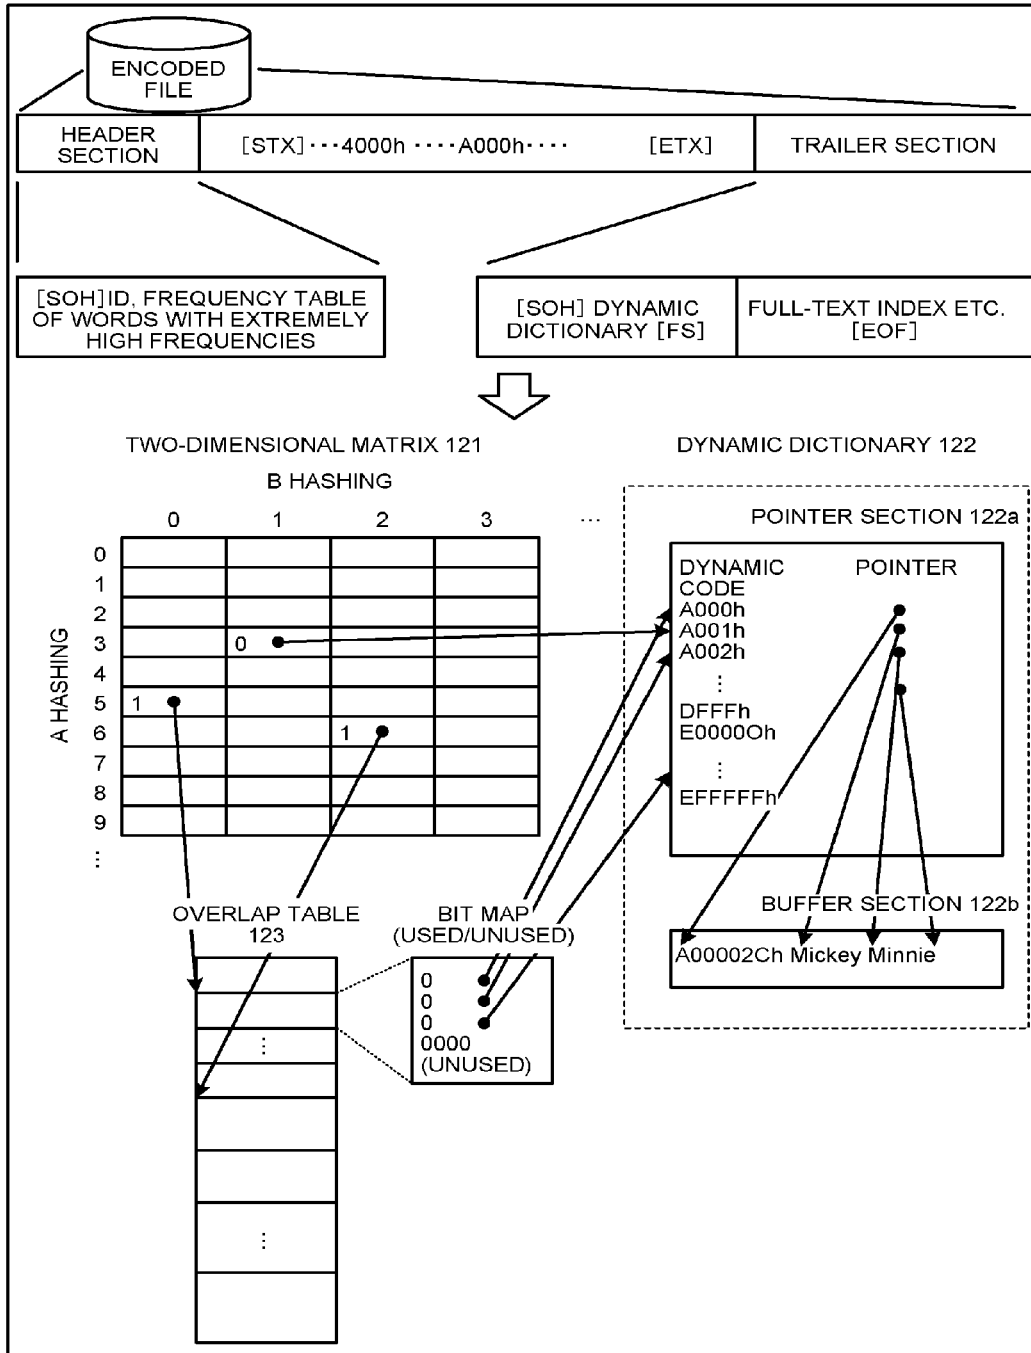 ENCODED
FILE
HEADER
SECTION
[STX]···4000h ····A000h···· [ETX]
TRAILER SECTION
[SOH]ID, FREQUENCY TABLE
OF WORDS WITH EXTREMELY
HIGH FREQUENCIES
[SOH] DYNAMIC
DICTIONARY [FS]
FULL-TEXT INDEX ETC.
[EOF]
TWO-DIMENSIONAL MATRIX 121
B HASHING
0 1 2 3 ...
A HASHING
0
1
2
3 0
4
5 1
6 1
7
8
9
⋮
DYNAMIC DICTIONARY 122
POINTER SECTION 122a
DYNAMIC
CODE
POINTER
A000h
A001h
A002h
⋮
DFFFh
E0000Oh
⋮
EFFFFFh
BUFFER SECTION 122b
A00002Ch Mickey Minnie
OVERLAP TABLE
123
⋮
⋮
BIT MAP
(USED/UNUSED)
0
0
0
0000
(UNUSED)